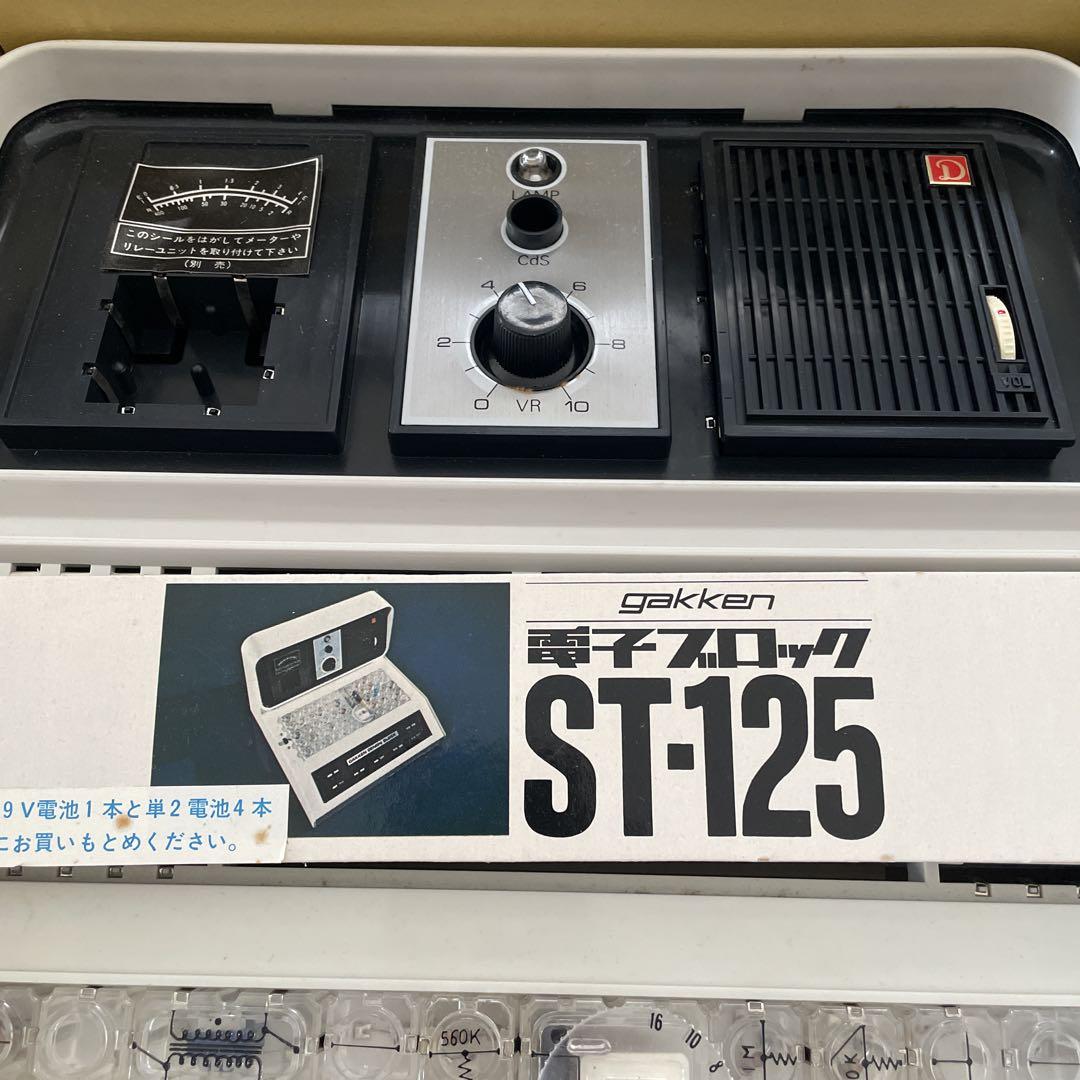 このシールをはがしてメーターや
リレーユニットを取り付けて下さい
(別 売)
LAMP
CdS
4 6
2 8
0 VR 10
D
VOL
gakken
電子ブロック
ST-125
9V電池1本と単2電池4本
にお買いもとめください。
560K
16
10
8
1M
0K